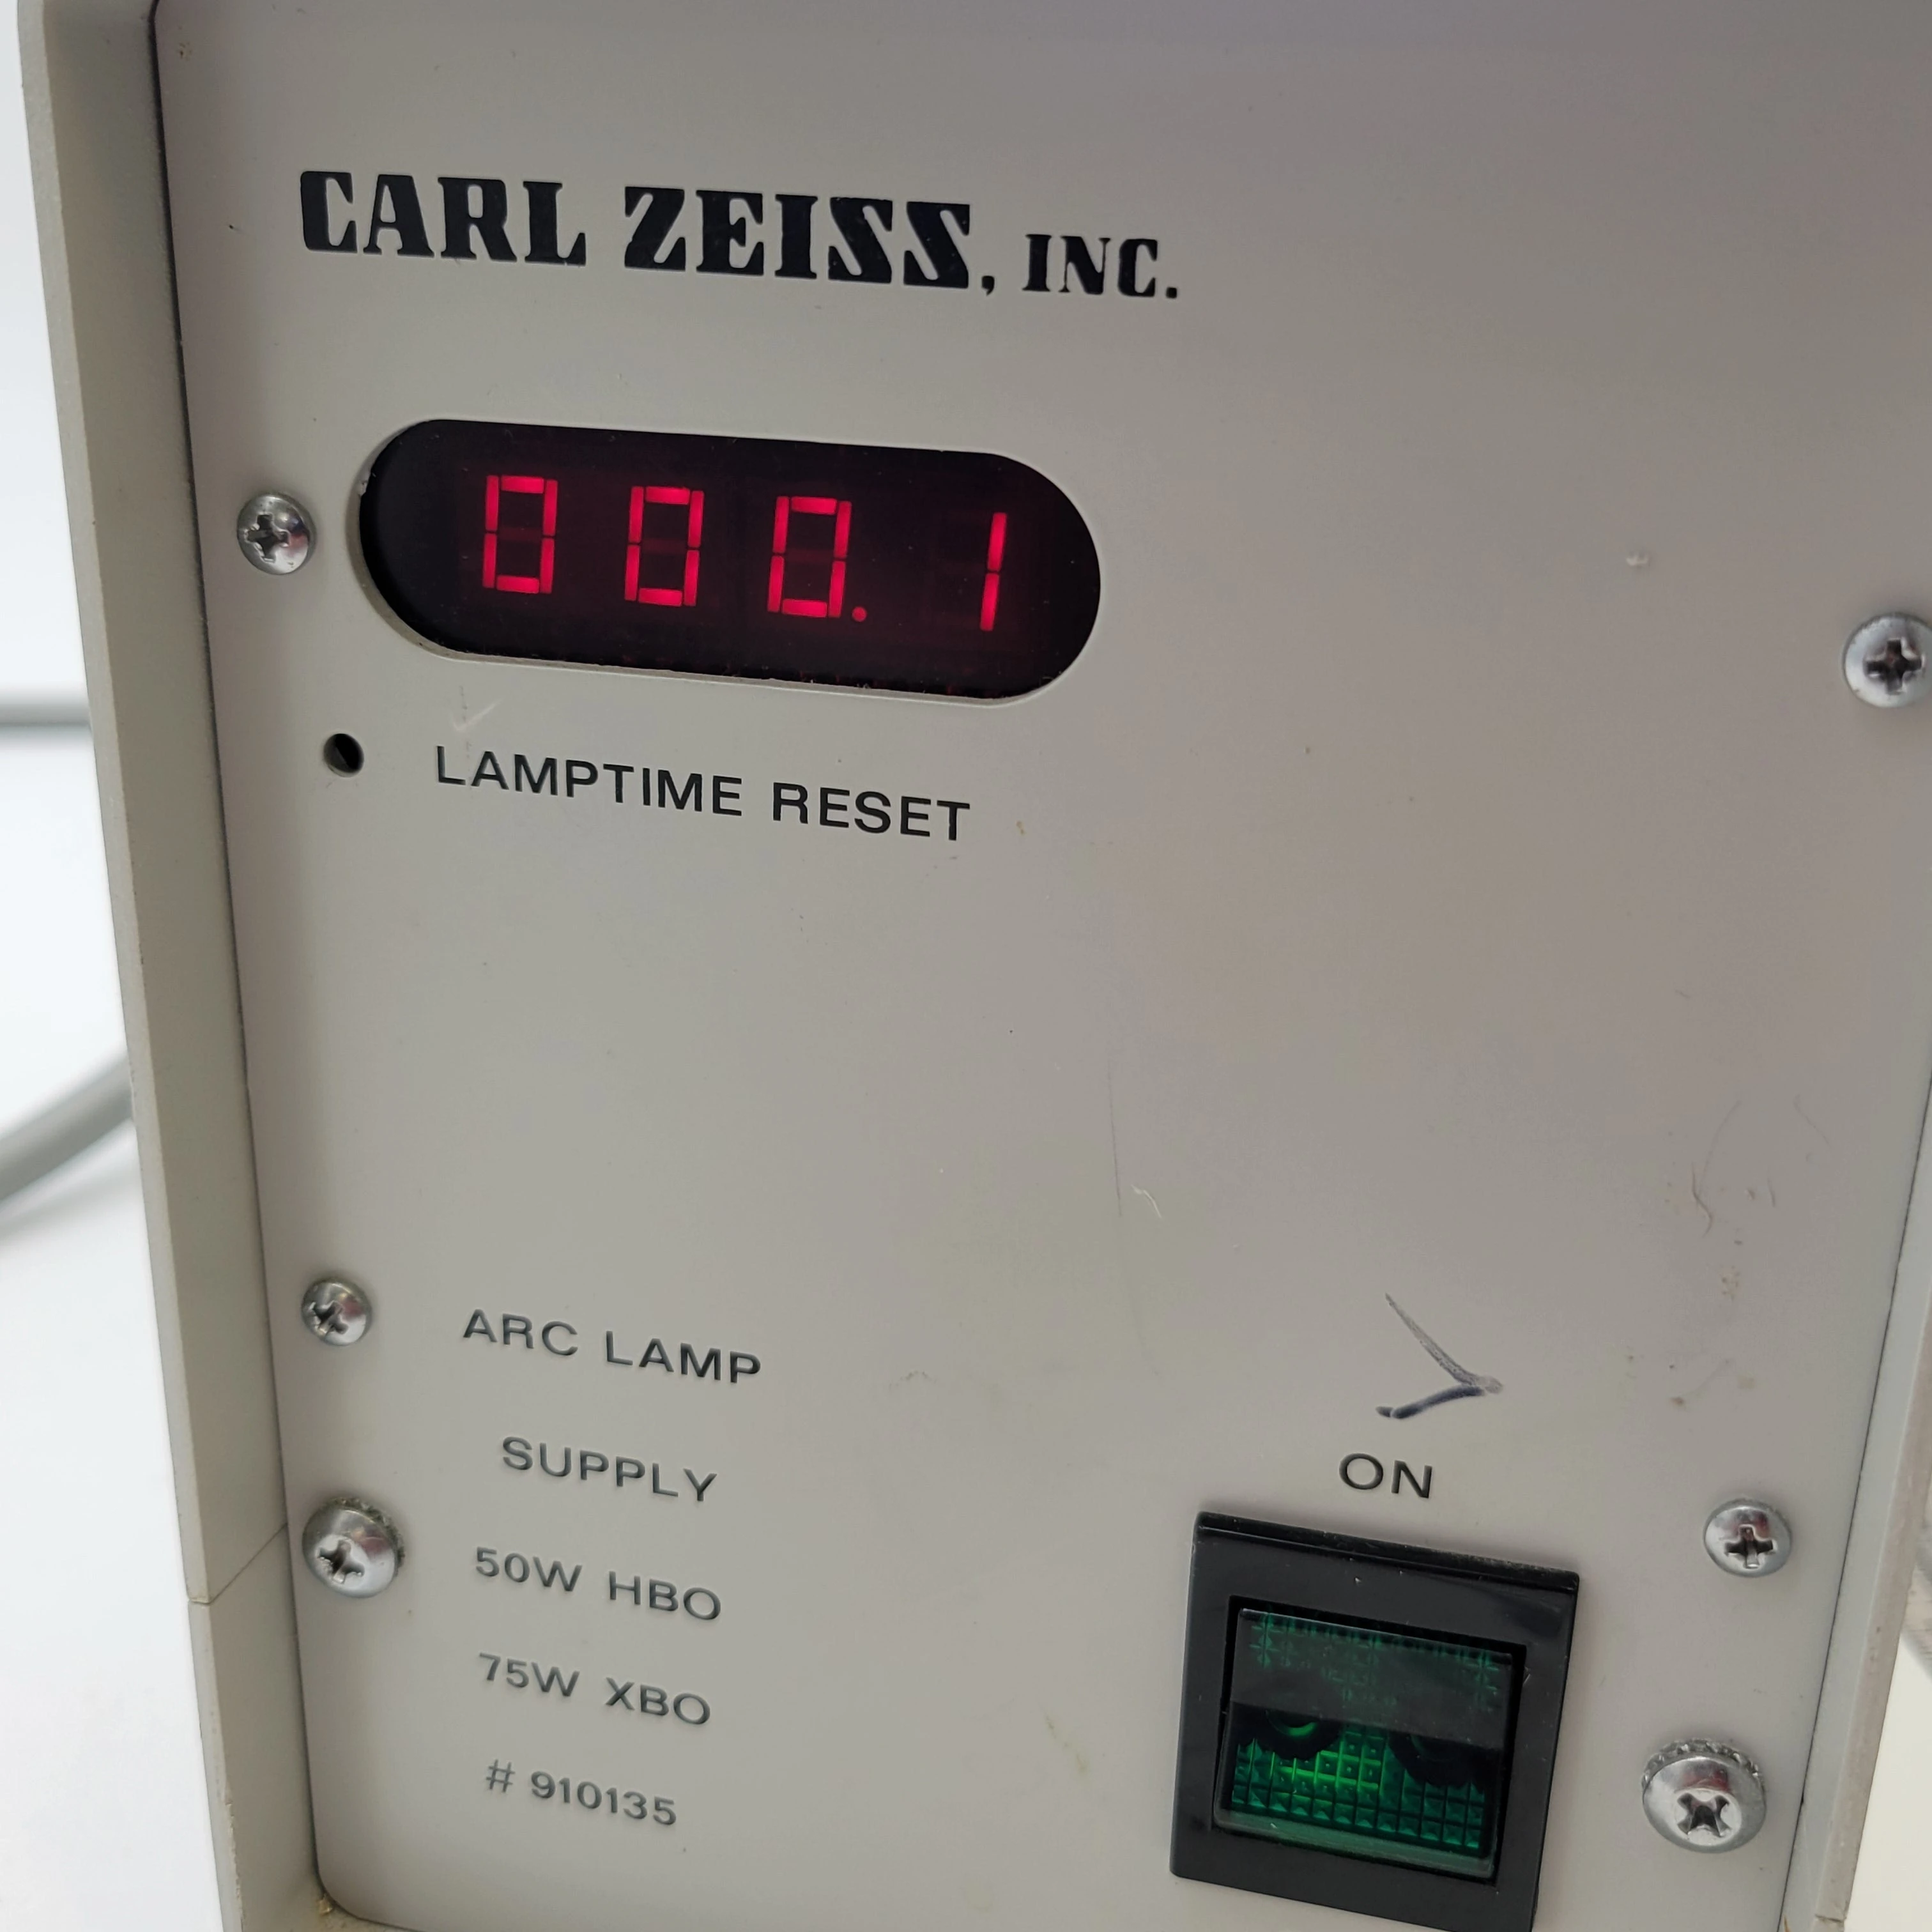 CARL ZEISS, INC.
000.1
LAMPTIME RESET
ARC LAMP
SUPPLY
50W HBO
75W XBO
# 910135
ON